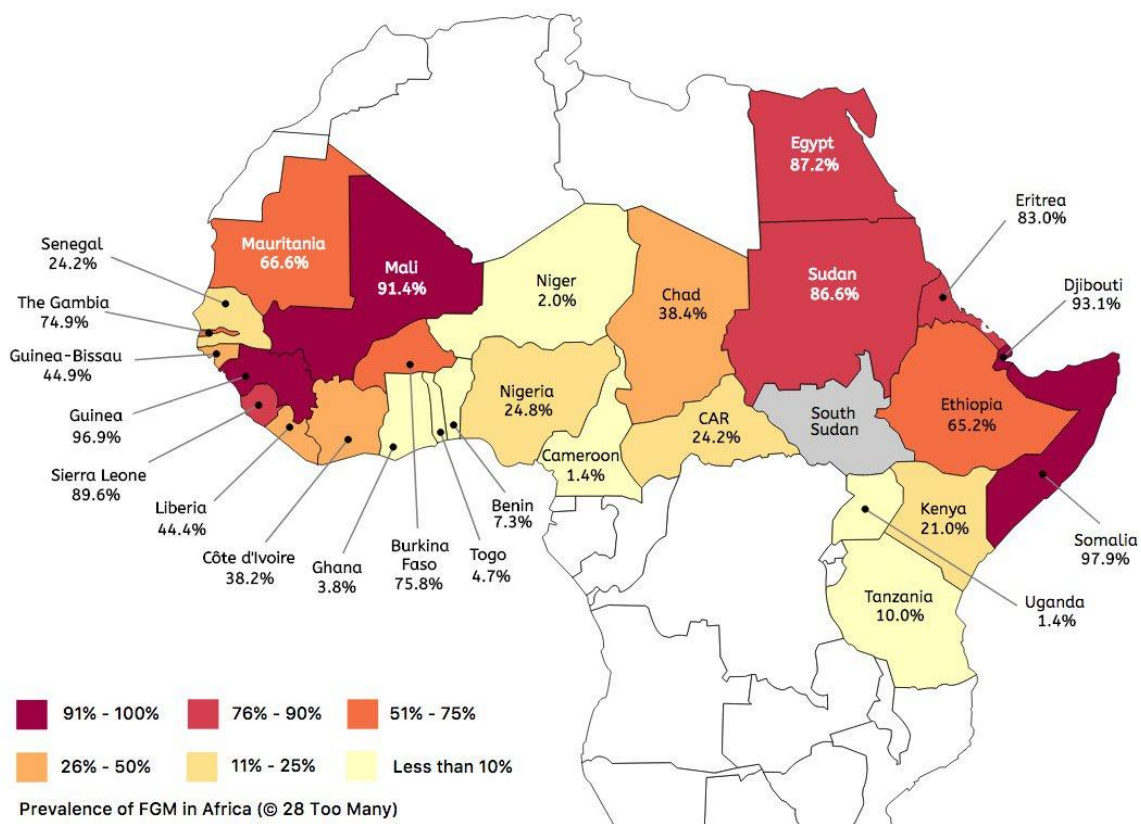 Egypt
87.2%
Eritrea
83.0%
Senegal
24.2%
Mauritania
66.6%
Mali
91.4%
Niger
2.0%
Chad
38.4%
Sudan
86.6%
Djibouti
93.1%
The Gambia
74.9%
Guinea-Bissau
44.9%
Guinea
96.9%
Sierra Leone
89.6%
Liberia
44.4%
Côte d'Ivoire
38.2%
Ghana
3.8%
Burkina
Faso
75.8%
Togo
4.7%
Benin
7.3%
Nigeria
24.8%
Cameroon
1.4%
CAR
24.2%
South
Sudan
Ethiopia
65.2%
Kenya
21.0%
Somalia
97.9%
Uganda
1.4%
Tanzania
10.0%
91% - 100%
76% - 90%
51% - 75%
26% - 50%
11% - 25%
Less than 10%
Prevalence of FGM in Africa (© 28 Too Many)